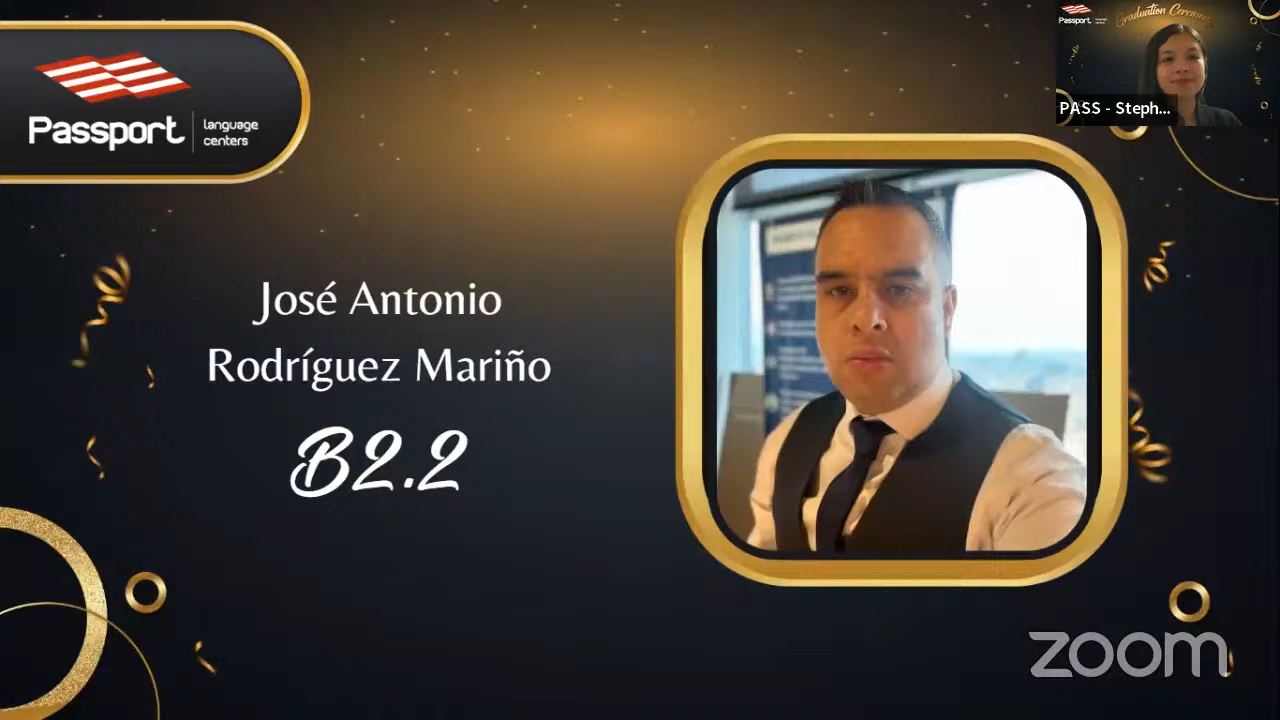 Passport
language
centers
Graduation Ceremony
Passport
PASS - Steph...
José Antonio
Rodríguez Mariño
B2.2
zoom